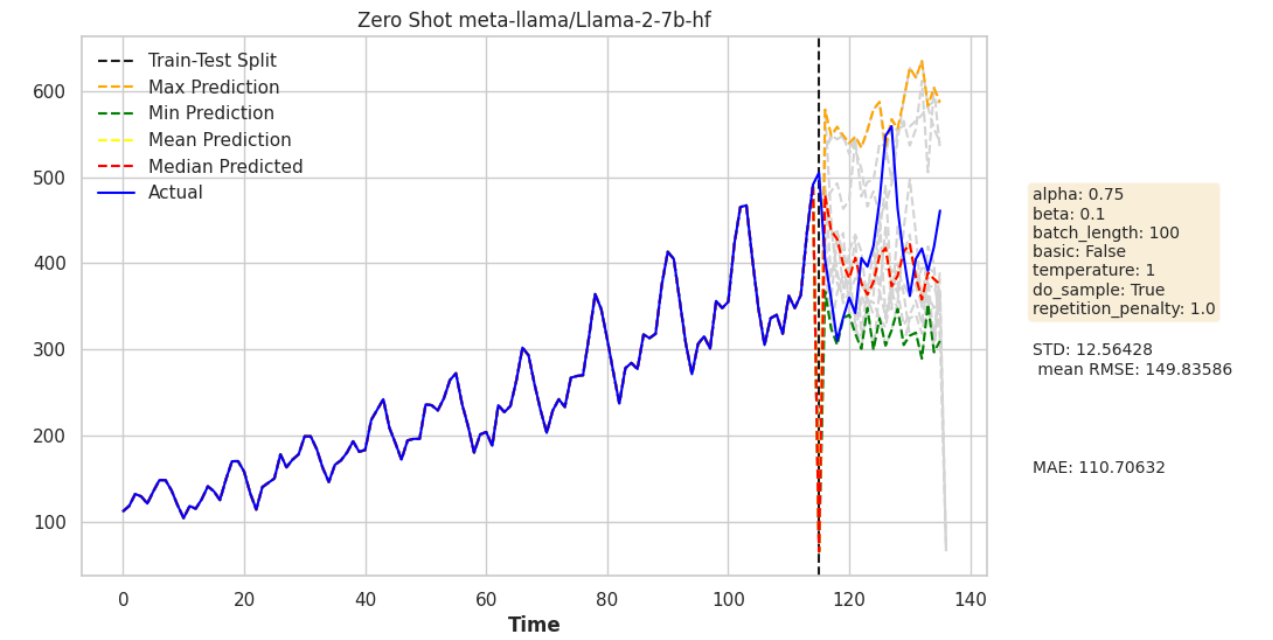 Zero Shot meta-llama/Llama-2-7b-hf
Train-Test Split
Max Prediction
Min Prediction
Mean Prediction
Median Predicted
Actual
600
500
400
300
200
100
0 20 40 60 80 100 120 140
Time
alpha: 0.75
beta: 0.1
batch_length: 100
basic: False
temperature: 1
do_sample: True
repetition_penalty: 1.0
STD: 12.56428
mean RMSE: 149.83586
MAE: 110.70632